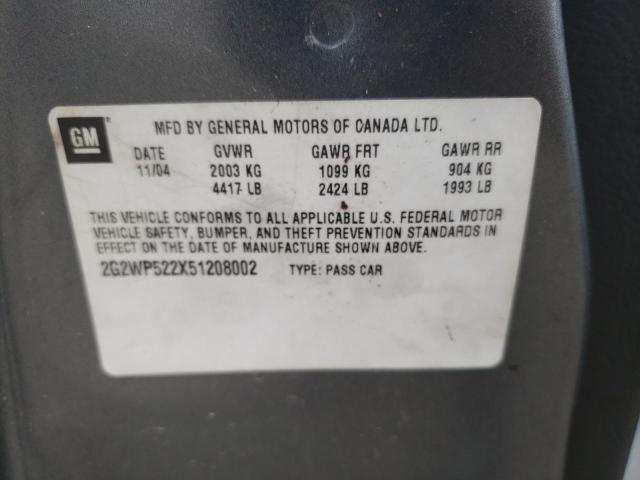 GM
MFD BY GENERAL MOTORS OF CANADA LTD.
DATE GVWR GAWR FRT GAWR RR
11/04 2003 KG 1099 KG 904 KG
4417 LB 2424 LB 1993 LB
THIS VEHICLE CONFORMS TO ALL APPLICABLE U.S. FEDERAL MOTOR
VEHICLE SAFETY, BUMPER, AND THEFT PREVENTION STANDARDS IN
EFFECT ON THE DATE OF MANUFACTURE SHOWN ABOVE.
2G2WP522X51208002 TYPE: PASS CAR